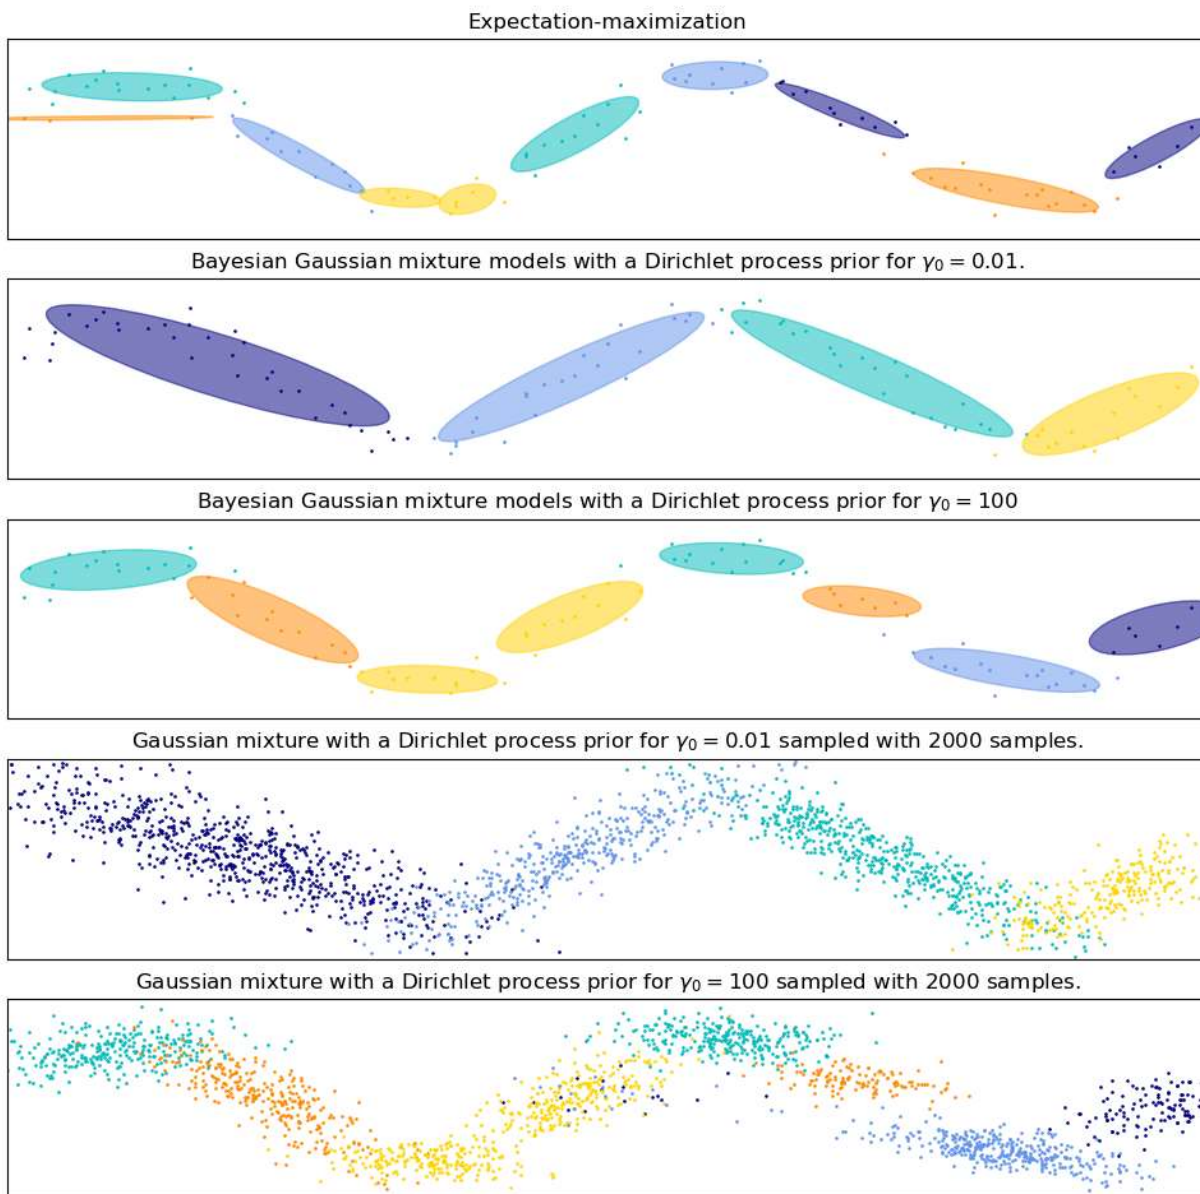 Expectation-maximization
Bayesian Gaussian mixture models with a Dirichlet process prior for γ₀ = 0.01.
Bayesian Gaussian mixture models with a Dirichlet process prior for γ₀ = 100
Gaussian mixture with a Dirichlet process prior for γ₀ = 0.01 sampled with 2000 samples.
Gaussian mixture with a Dirichlet process prior for γ₀ = 100 sampled with 2000 samples.